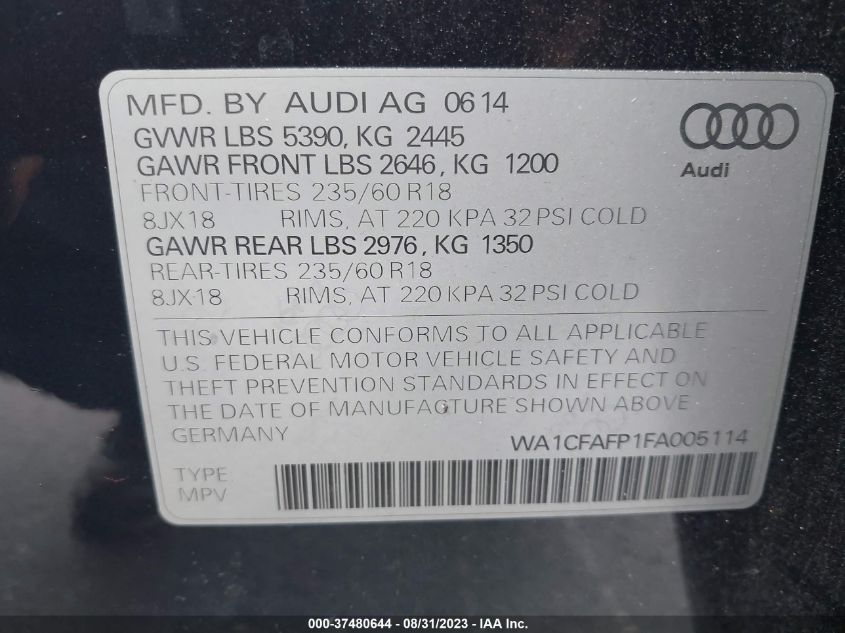 MFD. BY AUDI AG 0614
GVWR LBS 5390, KG 2445
GAWR FRONT LBS 2646, KG 1200
Audi
FRONT-TIRES 235/60 R18
8JX18 RIMS, AT 220 KPA 32 PSI COLD
GAWR REAR LBS 2976, KG 1350
REAR-TIRES 235/60 R18
8JX18 RIMS, AT 220 KPA 32 PSI COLD
THIS VEHICLE CONFORMS TO ALL APPLICABLE
U.S. FEDERAL MOTOR VEHICLE SAFETY AND
THEFT PREVENTION STANDARDS IN EFFECT ON
THE DATE OF MANUFACTURE SHOWN ABOVE
GERMANY WA1CFAFP1FA005114
TYPE:
MPV
000-37480644 / 08/31/2023 / Copyright © IAA, Inc.